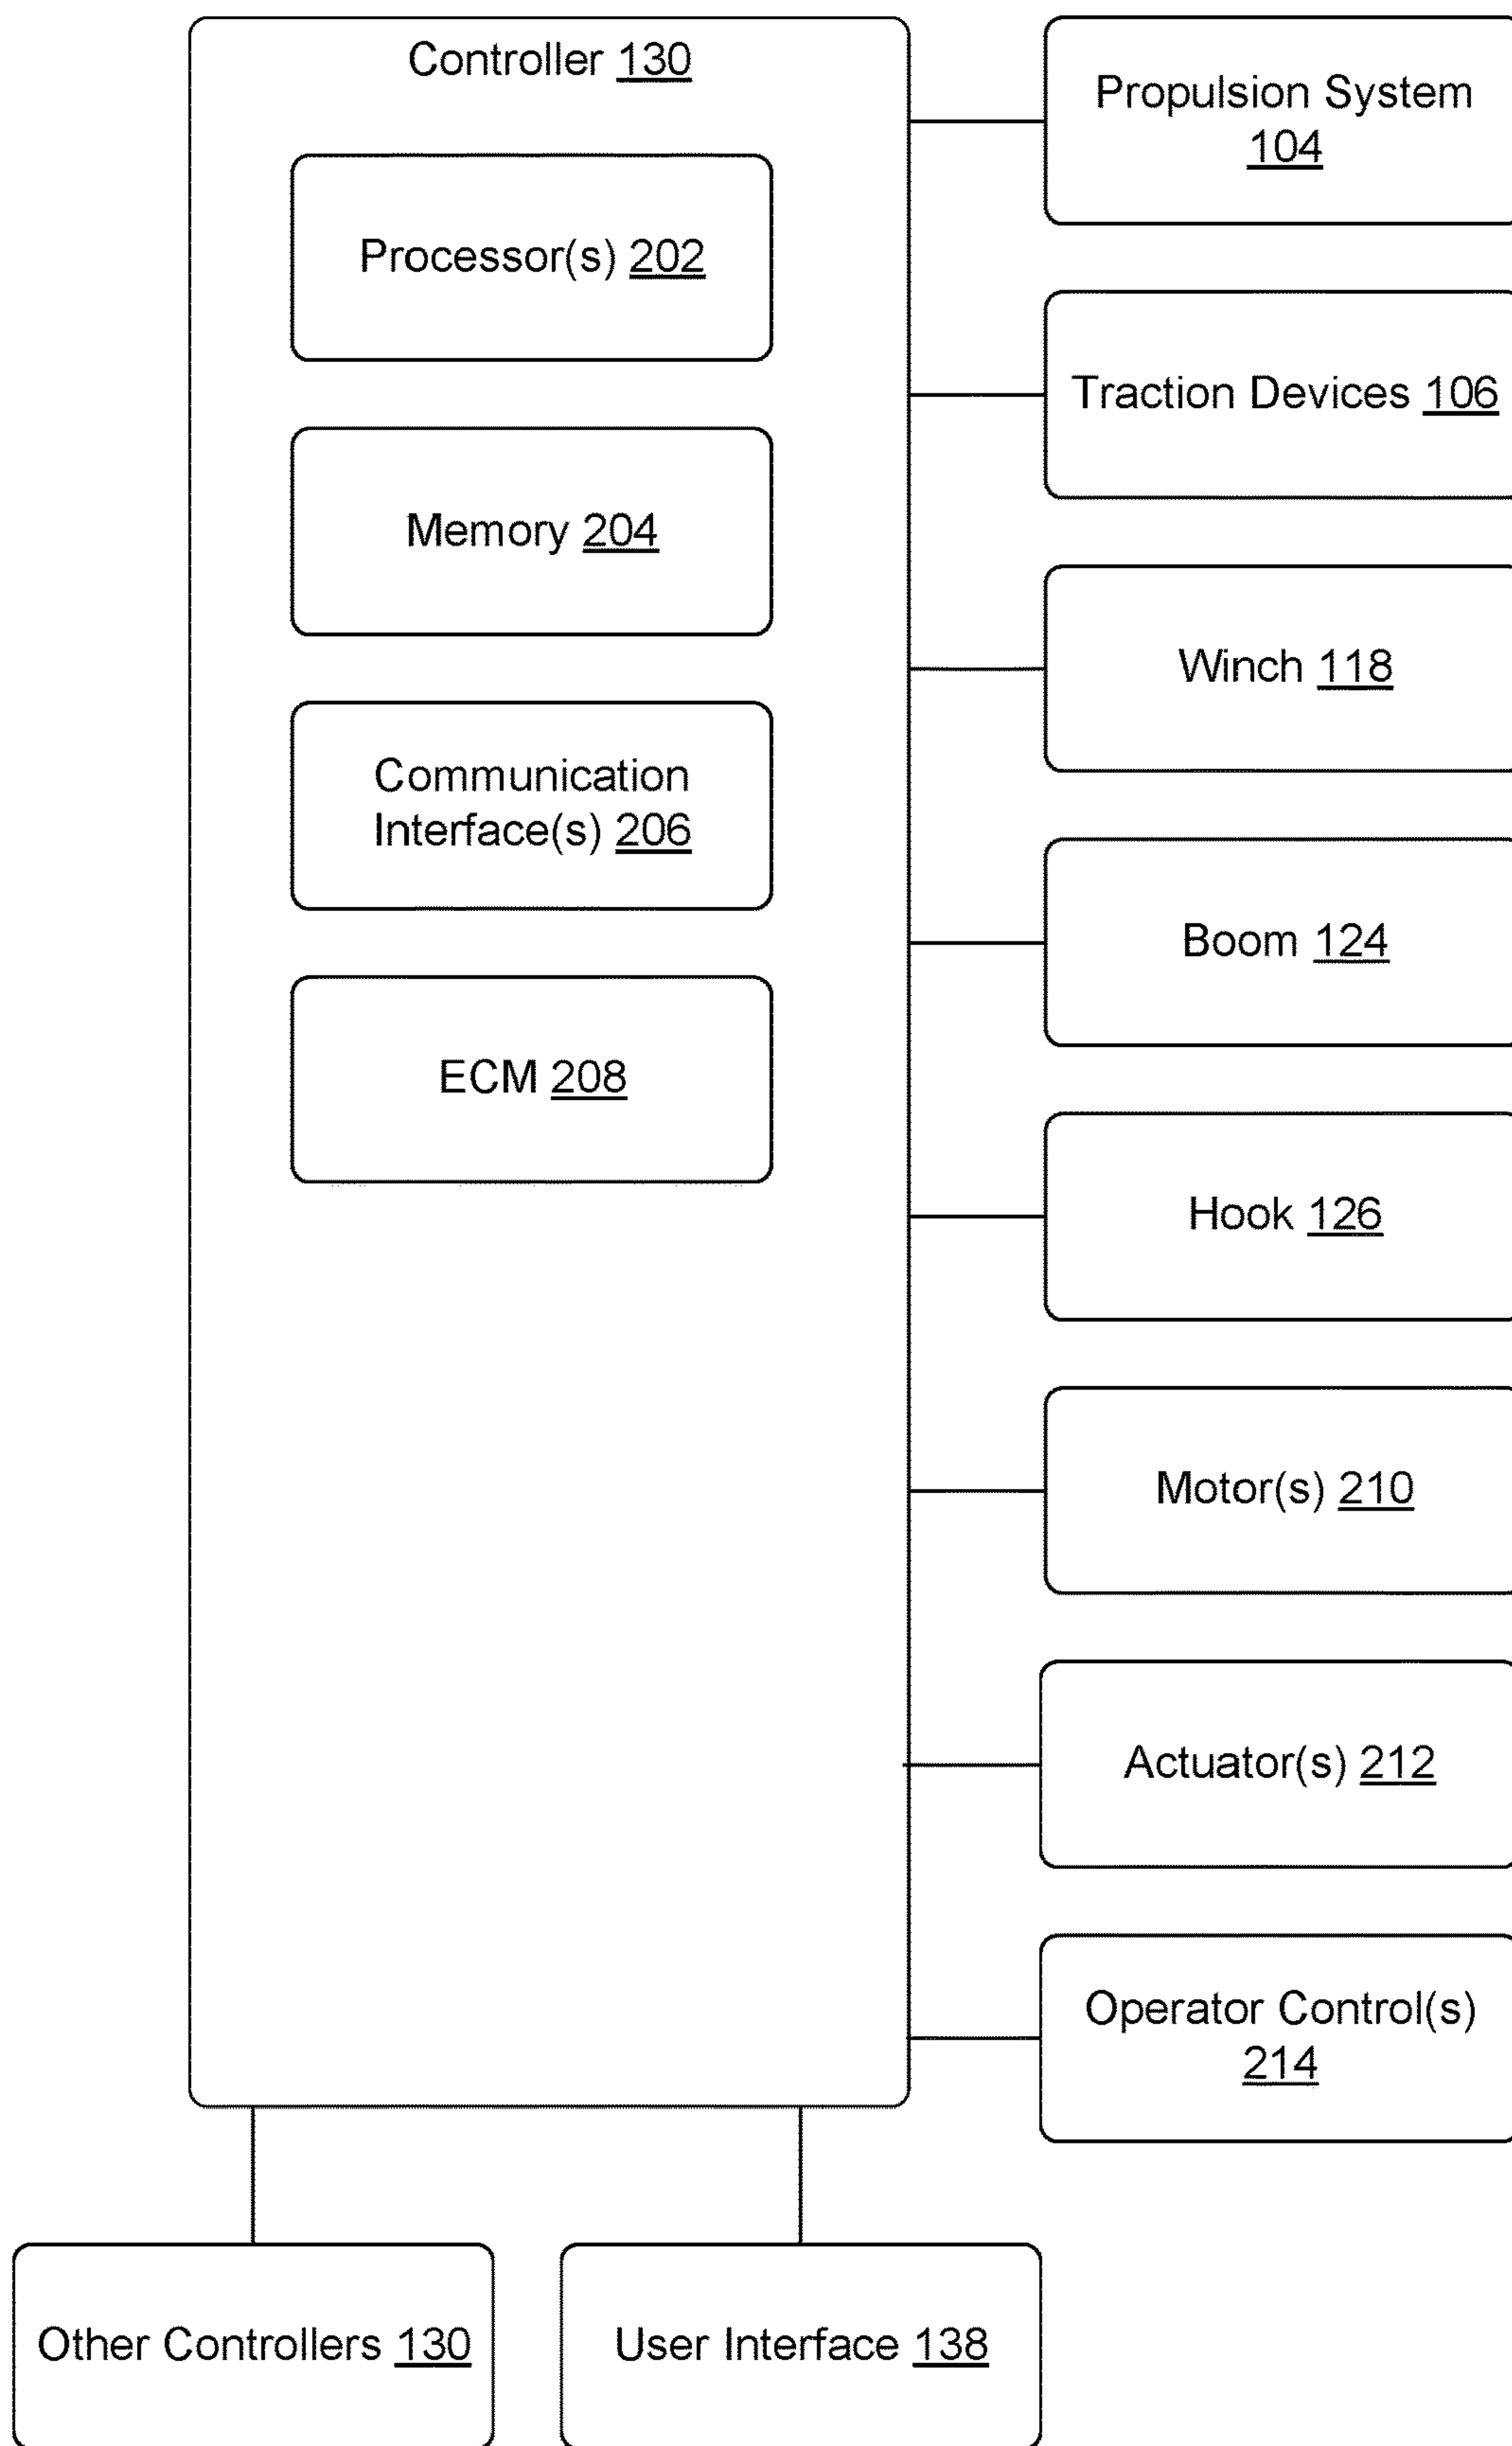 Controller 130
Processor(s) 202
Memory 204
Communication
Interface(s) 206
ECM 208
Propulsion System
104
Traction Devices 106
Winch 118
Boom 124
Hook 126
Motor(s) 210
Actuator(s) 212
Operator Control(s)
214
Other Controllers 130
User Interface 138